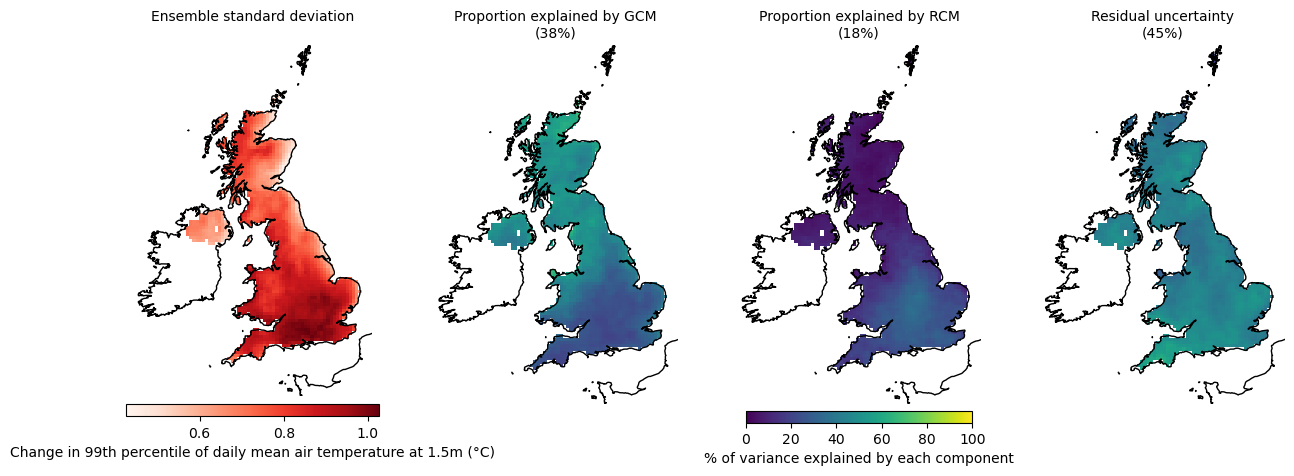 Ensemble standard deviation
Proportion explained by GCM
(38%)
Proportion explained by RCM
(18%)
Residual uncertainty
(45%)
0.6 0.8 1.0
Change in 99th percentile of daily mean air temperature at 1.5m (°C)
0 20 40 60 80 100
% of variance explained by each component